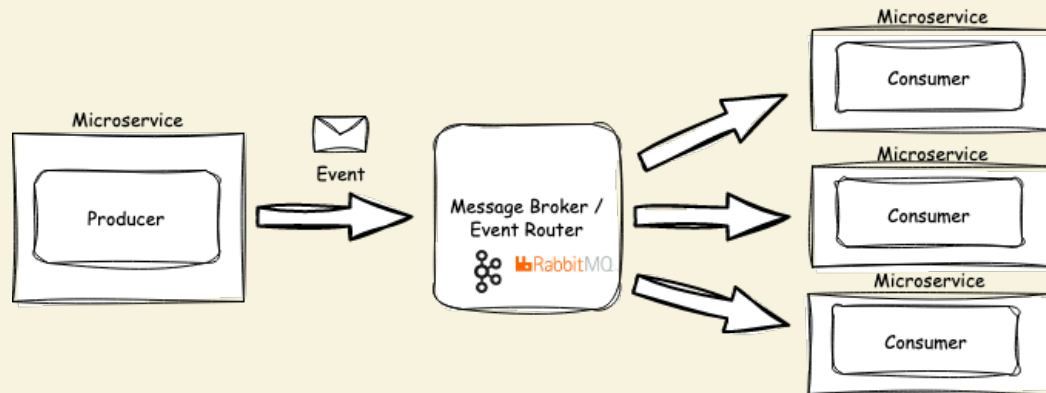 Microservice
Producer
Event
Message Broker /
Event Router
RabbitMQ
Microservice
Consumer
Microservice
Consumer
Microservice
Consumer